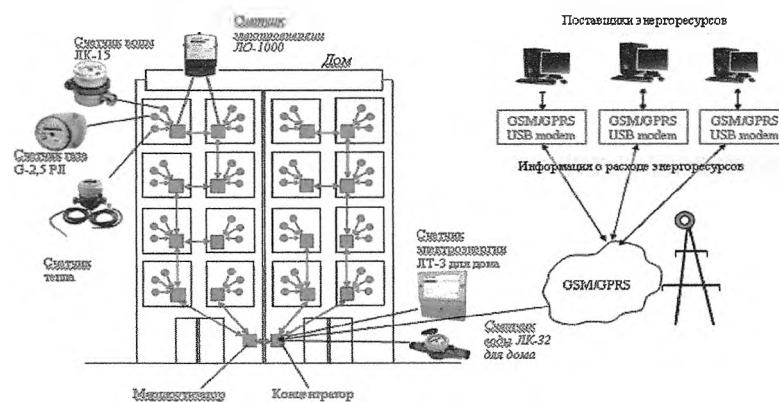 Счетчик
электроэнергии
ЛО-1000
Счетчик воды
ЛК-15
Дом
Счетчик газа
G-2,5 РЛ
Счетчик
тепла
Поставщики энергоресурсов
GSM/GPRS
USB modem
GSM/GPRS
USB modem
GSM/GPRS
USB modem
Информация о расходе энергоресурсов
Счетчик
электроэнергии
ЛТ-3 для дома
GSM/GPRS
Счетчик
воды ЛК-32
для дома
Маршрутизатор
Концентратор